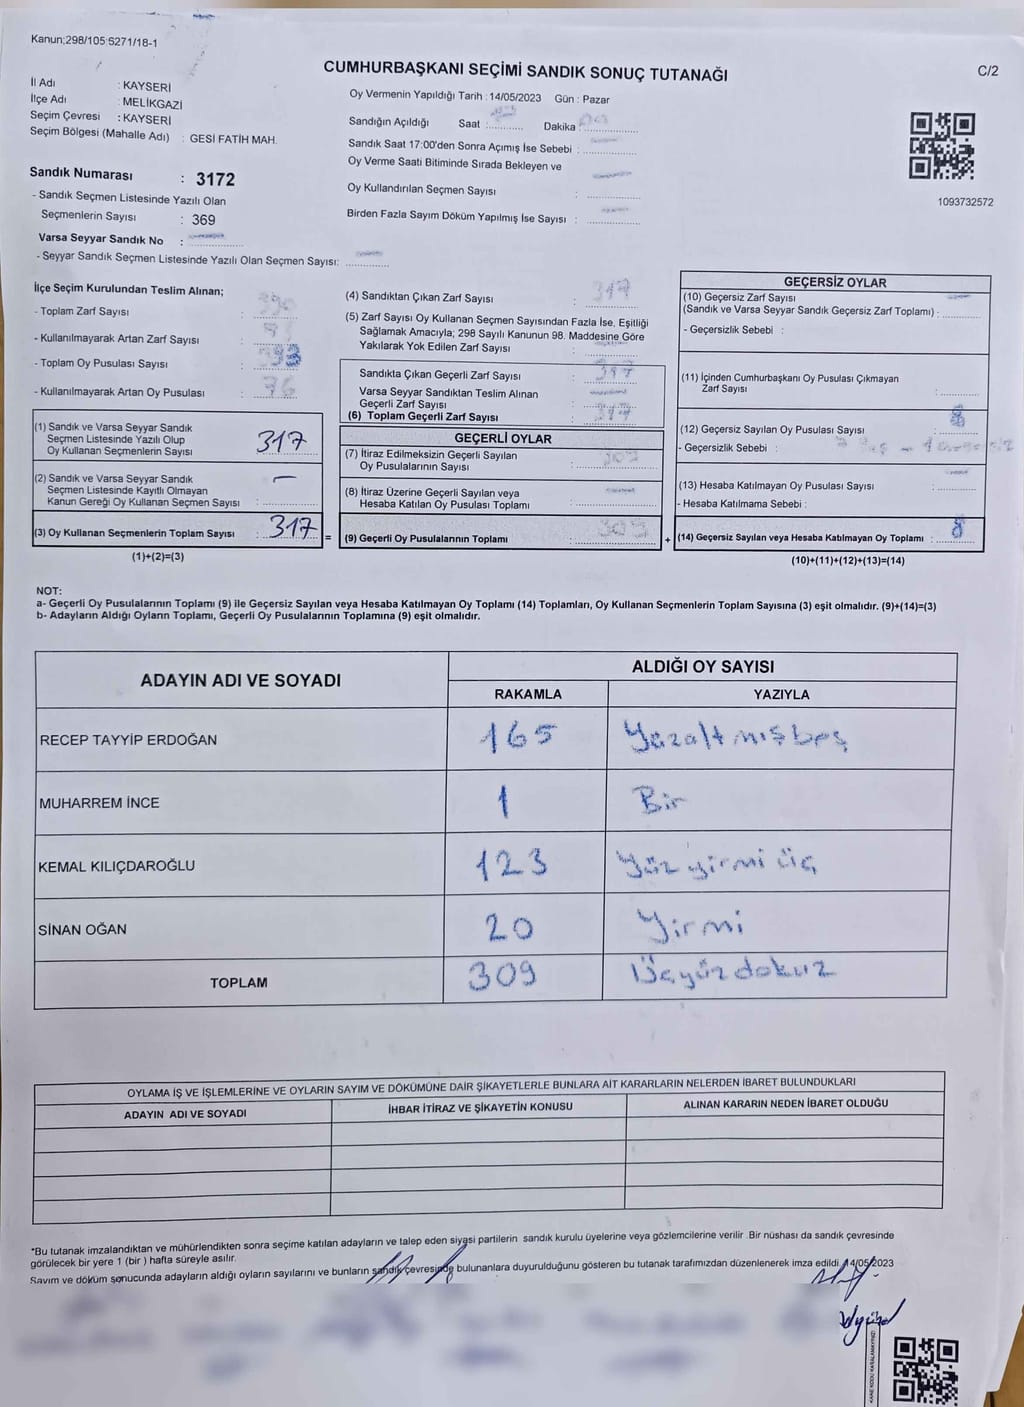 Kanun;298/105:5271/18-1
CUMHURBAŞKANI SEÇİMİ SANDIK SONUÇ TUTANAĞI
C/2
İl Adı : KAYSERİ
İlçe Adı : MELİKGAZİ
Seçim Çevresi : KAYSERİ
Seçim Bölgesi (Mahalle Adı) : GESİ FATİH MAH.
Oy Vermenin Yapıldığı Tarih : 14/05/2023 Gün : Pazar
Sandığın Açıldığı Saat : Dakika :
Sandık Saat 17:00'den Sonra Açımış İse Sebebi :
Oy Verme Saati Bitiminde Sırada Bekleyen ve
Oy Kullandırılan Seçmen Sayısı :
Birden Fazla Sayım Döküm Yapılmış İse Sayısı :
1093732572
Sandık Numarası : 3172
- Sandık Seçmen Listesinde Yazılı Olan
Seçmenlerin Sayısı : 369
Varsa Seyyar Sandık No :
- Seyyar Sandık Seçmen Listesinde Yazılı Olan Seçmen Sayısı:
İlçe Seçim Kurulundan Teslim Alınan;
- Toplam Zarf Sayısı :
- Kullanılmayarak Artan Zarf Sayısı :
- Toplam Oy Pusulası Sayısı : 393
- Kullanılmayarak Artan Oy Pusulası : 76
(1) Sandık ve Varsa Seyyar Sandık
Seçmen Listesinde Yazılı Olup
Oy Kullanan Seçmenlerin Sayısı 317
(2) Sandık ve Varsa Seyyar Sandık
Seçmen Listesinde Kayıtlı Olmayan
Kanun Gereği Oy Kullanan Seçmen Sayısı : —
(3) Oy Kullanan Seçmenlerin Toplam Sayısı : 317 =
(1)+(2)=(3)
(4) Sandıktan Çıkan Zarf Sayısı : 317
(5) Zarf Sayısı Oy Kullanan Seçmen Sayısından Fazla İse, Eşitliği
Sağlamak Amacıyla; 298 Sayılı Kanunun 98. Maddesine Göre
Yakılarak Yok Edilen Zarf Sayısı :
Sandıkta Çıkan Geçerli Zarf Sayısı : 317
Varsa Seyyar Sandıktan Teslim Alınan
Geçerli Zarf Sayısı :
(6) Toplam Geçerli Zarf Sayısı : 317
GEÇERLİ OYLAR
(7) İtiraz Edilmeksizin Geçerli Sayılan
Oy Pusulalarının Sayısı :
(8) İtiraz Üzerine Geçerli Sayılan veya
Hesaba Katılan Oy Pusulası Toplamı :
(9) Geçerli Oy Pusulalarının Toplamı : +
GEÇERSİZ OYLAR
(10) Geçersiz Zarf Sayısı
(Sandık ve Varsa Seyyar Sandık Geçersiz Zarf Toplamı) :
- Geçersizlik Sebebi :
(11) İçinden Cumhurbaşkanı Oy Pusulası Çıkmayan
Zarf Sayısı :
(12) Geçersiz Sayılan Oy Pusulası Sayısı : 8
- Geçersizlik Sebebi :
(13) Hesaba Katılmayan Oy Pusulası Sayısı :
- Hesaba Katılmama Sebebi :
(14) Geçersiz Sayılan veya Hesaba Katılmayan Oy Toplamı : 8
(10)+(11)+(12)+(13)=(14)
NOT:
a- Geçerli Oy Pusulalarının Toplamı (9) ile Geçersiz Sayılan veya Hesaba Katılmayan Oy Toplamı (14) Toplamları, Oy Kullanan Seçmenlerin Toplam Sayısına (3) eşit olmalıdır. (9)+(14)=(3)
b- Adayların Aldığı Oyların Toplamı, Geçerli Oy Pusulalarının Toplamına (9) eşit olmalıdır.
ADAYIN ADI VE SOYADI
ALDIĞI OY SAYISI
RAKAMLA YAZIYLA
RECEP TAYYİP ERDOĞAN 165 Yüzaltmışbeş
MUHARREM İNCE 1 Bir
KEMAL KILIÇDAROĞLU 123 Yüz yirmi üç
SİNAN OĞAN 20 Yirmi
TOPLAM 309 Üçyüz dokuz
OYLAMA İŞ VE İŞLEMLERİNE VE OYLARIN SAYIM VE DÖKÜMÜNE DAİR ŞİKAYETLERLE BUNLARA AİT KARARLARIN NELERDEN İBARET BULUNDUKLARI
ADAYIN ADI VE SOYADI İHBAR İTİRAZ VE ŞİKAYETİN KONUSU ALINAN KARARIN NEDEN İBARET OLDUĞU
*Bu tutanak imzalandıktan ve mühürlendikten sonra seçime katılan adayların ve talep eden siyasi partilerin sandık kurulu üyelerine veya gözlemcilerine verilir .Bir nüshası da sandık çevresinde
görülecek bir yere 1 (bir ) hafta süreyle asılır.
Sayım ve döküm sonucunda adayların aldığı oyların sayılarını ve bunların sandık çevresinde bulunanlara duyurulduğunu gösteren bu tutanak tarafımızdan düzenlenerek imza edildi. 14/05/2023